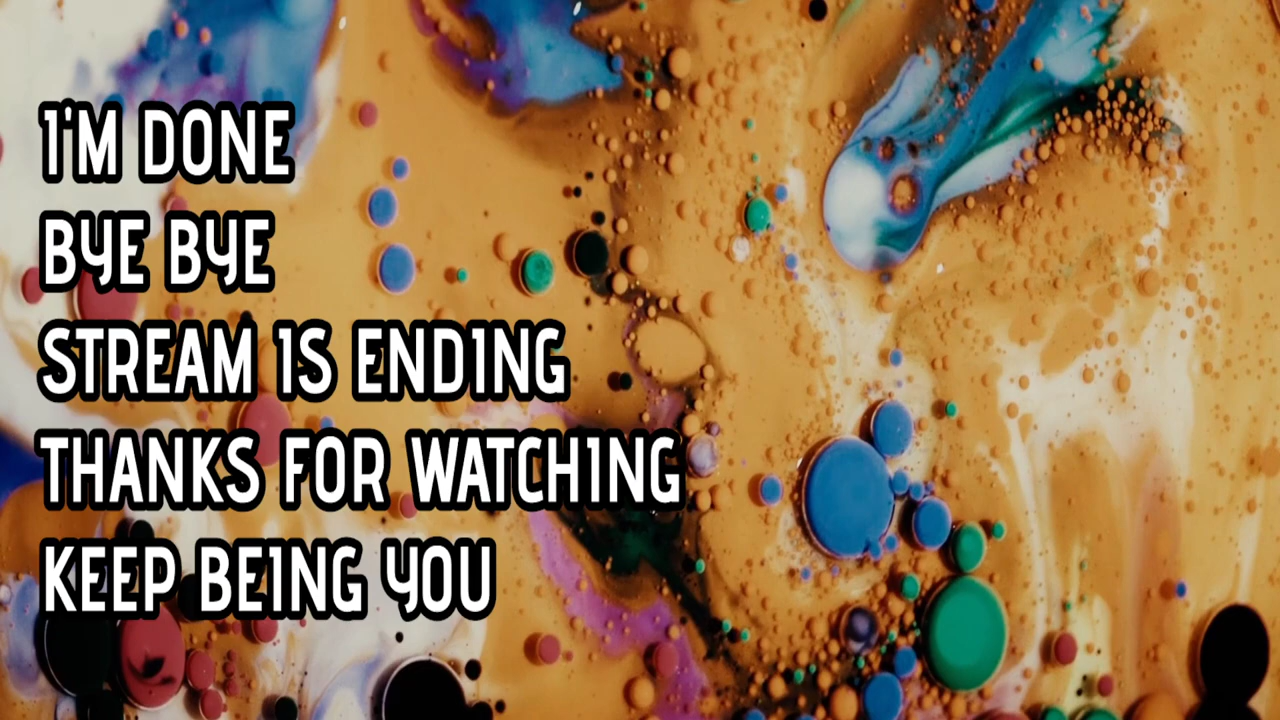 I'M DONE
BYE BYE
STREAM IS ENDING
THANKS FOR WATCHING
KEEP BEING YOU